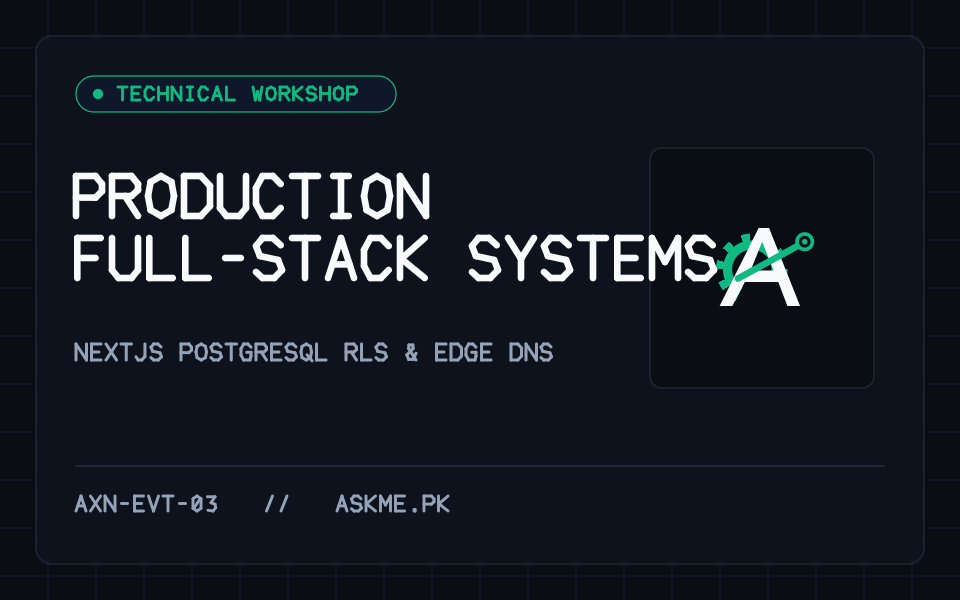 TECHNICAL WORKSHOP
PRODUCTION
FULL-STACK SYSTEMS
A
NEXTJS POSTGRESQL RLS & EDGE DNS
AXN-EVT-03 // ASKME.PK